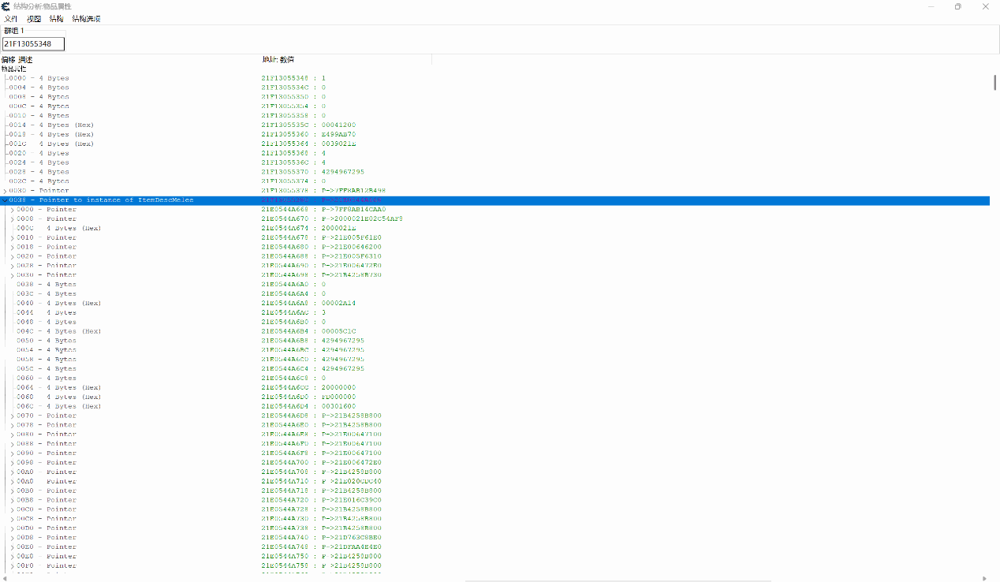 结构分析:物品属性
文件 视图 结构 结构选项
群组 1
21F13055348
偏移 描述 地址: 数值
物品属性
0000 - 4 Bytes 21F13055348 : 1
0004 - 4 Bytes 21F1305534C : 0
0008 - 4 Bytes 21F13055350 : 0
000C - 4 Bytes 21F13055354 : 0
0010 - 4 Bytes 21F13055358 : 0
0014 - 4 Bytes (Hex) 21F1305535C : 00041200
0018 - 4 Bytes (Hex) 21F13055360 : E499AB70
001C - 4 Bytes (Hex) 21F13055364 : 0039021E
0020 - 4 Bytes 21F13055368 : 4
0024 - 4 Bytes 21F1305536C : 4
0028 - 4 Bytes 21F13055370 : 4294967295
002C - 4 Bytes 21F13055374 : 0
0030 - Pointer 21F13055378 : P->7FF8AB12B498
0038 - Pointer to instance of ItemDescMelee
0000 - Pointer 21E0544A668 : P->7FF8AB14CAA0
0008 - Pointer 21E0544A670 : P->2000021E02C54AF8
000C - 4 Bytes (Hex) 21E0544A674 : 2000021E
0010 - Pointer 21E0544A678 : P->21E005F61E0
0018 - Pointer 21E0544A680 : P->21E00646200
0020 - Pointer 21E0544A688 : P->21E005F6310
0028 - Pointer 21E0544A690 : P->21E006472E0
0030 - Pointer 21E0544A698 : P->21B4258B730
0038 - 4 Bytes 21E0544A6A0 : 0
003C - 4 Bytes 21E0544A6A4 : 0
0040 - 4 Bytes (Hex) 21E0544A6A8 : 00002A14
0044 - 4 Bytes 21E0544A6AC : 3
0048 - 4 Bytes 21E0544A6B0 : 0
004C - 4 Bytes (Hex) 21E0544A6B4 : 00005C1C
0050 - 4 Bytes 21E0544A6B8 : 4294967295
0054 - 4 Bytes 21E0544A6BC : 4294967295
0058 - 4 Bytes 21E0544A6C0 : 4294967295
005C - 4 Bytes 21E0544A6C4 : 4294967295
0060 - 4 Bytes 21E0544A6C8 : 0
0064 - 4 Bytes (Hex) 21E0544A6CC : 20000000
0068 - 4 Bytes (Hex) 21E0544A6D0 : FD000000
006C - 4 Bytes (Hex) 21E0544A6D4 : 00301600
0070 - Pointer 21E0544A6D8 : P->21B4258B800
0078 - Pointer 21E0544A6E0 : P->21B4258B800
0080 - Pointer 21E0544A6E8 : P->21E00647100
0088 - Pointer 21E0544A6F0 : P->21E00647100
0090 - Pointer 21E0544A6F8 : P->21E00647100
0098 - Pointer 21E0544A700 : P->21E006472E0
00A0 - Pointer 21E0544A708 : P->21B4258B800
00A8 - Pointer 21E0544A710 : P->21E020CDC40
00B0 - Pointer 21E0544A718 : P->21B4258B800
00B8 - Pointer 21E0544A720 : P->21E016C39C0
00C0 - Pointer 21E0544A728 : P->21B4258B800
00C8 - Pointer 21E0544A730 : P->21B4258B800
00D0 - Pointer 21E0544A738 : P->21B4258B800
00D8 - Pointer 21E0544A740 : P->21D763C8BE0
00E0 - Pointer 21E0544A748 : P->21DFAA4E4E0
00E8 - Pointer 21E0544A750 : P->21B4258B800
00F0 - Pointer 21E0544A758 : P->21B4258B800